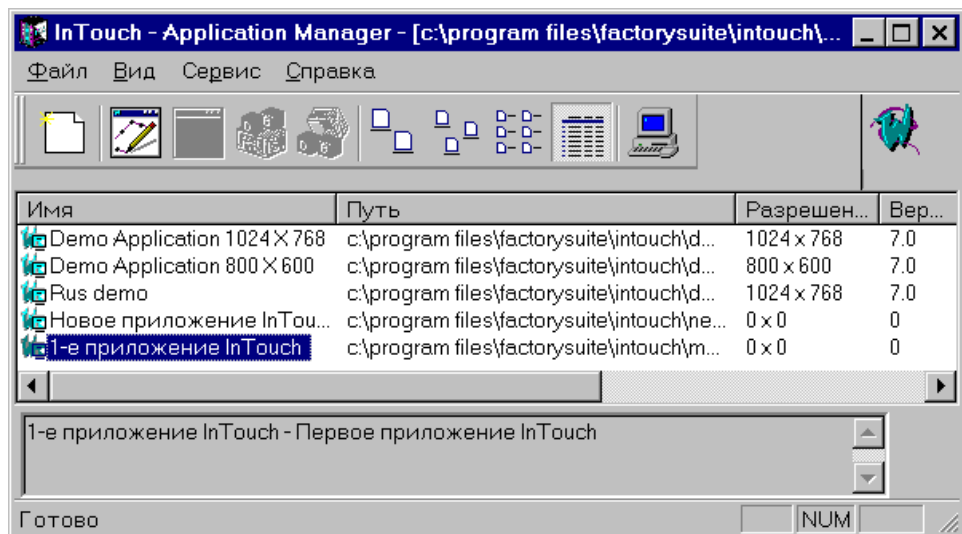 InTouch - Application Manager - [c:\program files\factorysuite\intouch\...
Файл Вид Сервис Справка
Имя Путь Разрешен... Вер...
Demo Application 1024 X 768 c:\program files\factorysuite\intouch\d... 1024 x 768 7.0
Demo Application 800 X 600 c:\program files\factorysuite\intouch\d... 800 x 600 7.0
Rus demo c:\program files\factorysuite\intouch\d... 1024 x 768 7.0
Новое приложение InTou... c:\program files\factorysuite\intouch\ne... 0 x 0 0
1-е приложение InTouch c:\program files\factorysuite\intouch\m... 0 x 0 0
1-е приложение InTouch - Первое приложение InTouch
Готово NUM